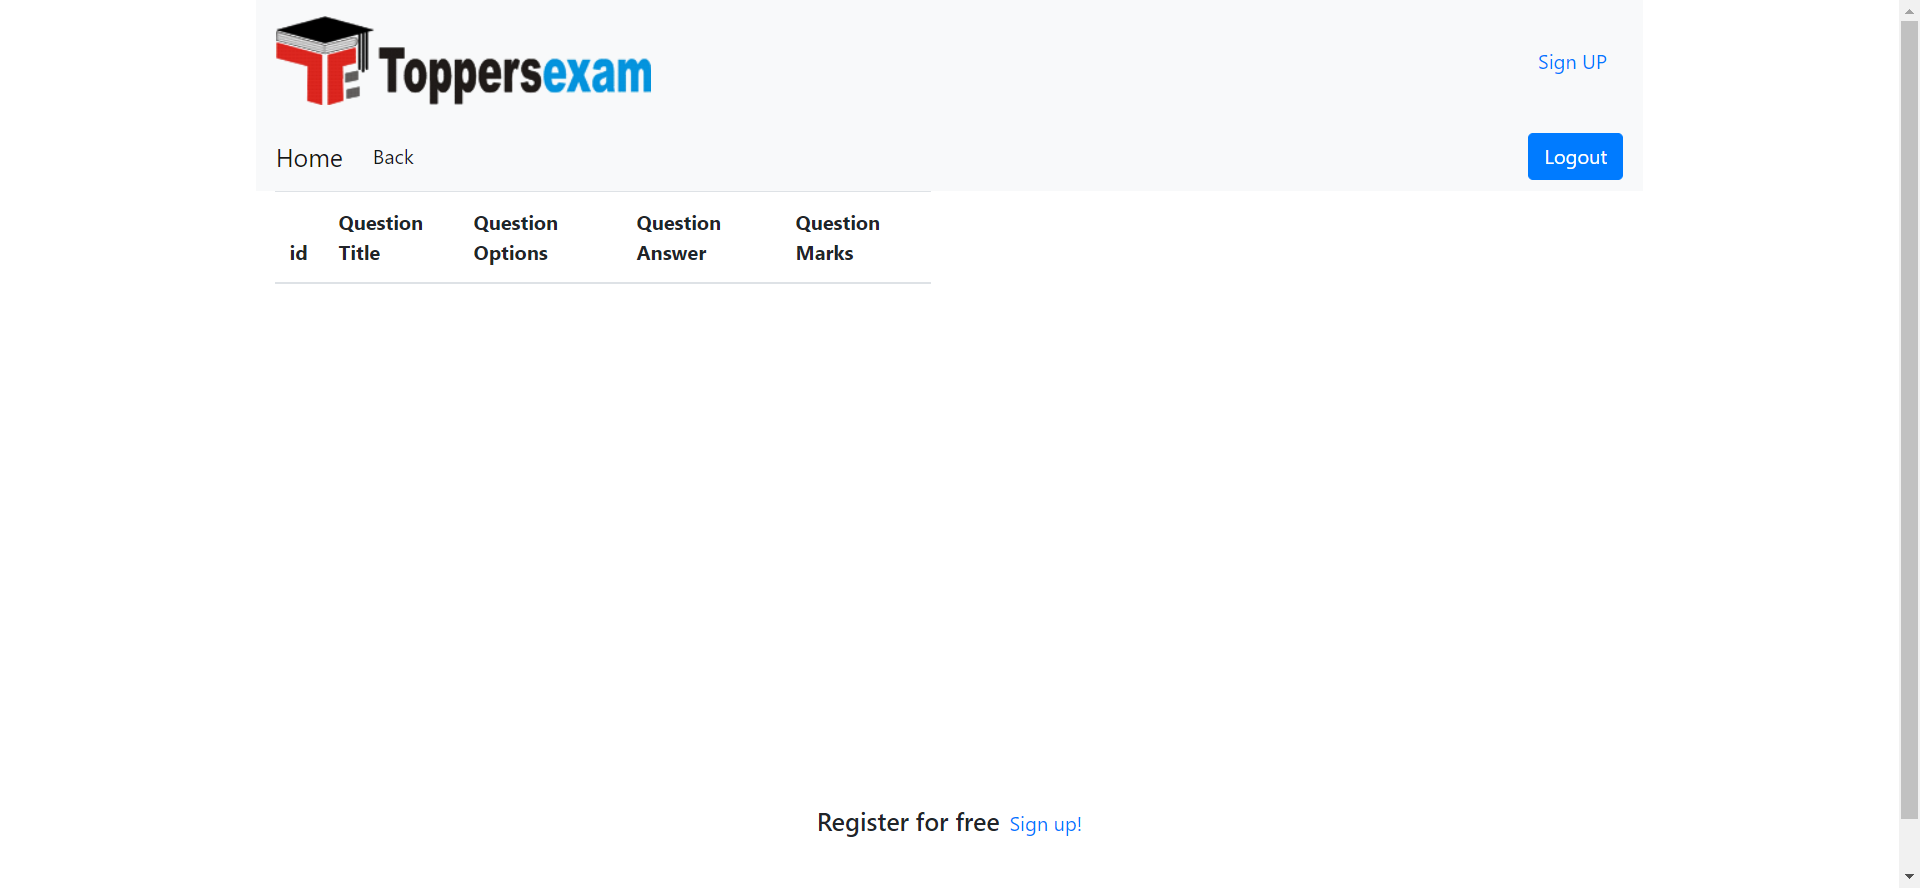 Toppersexam
Sign UP
Home Back Logout
id Question Title Question Options Question Answer Question Marks
Register for free Sign up!